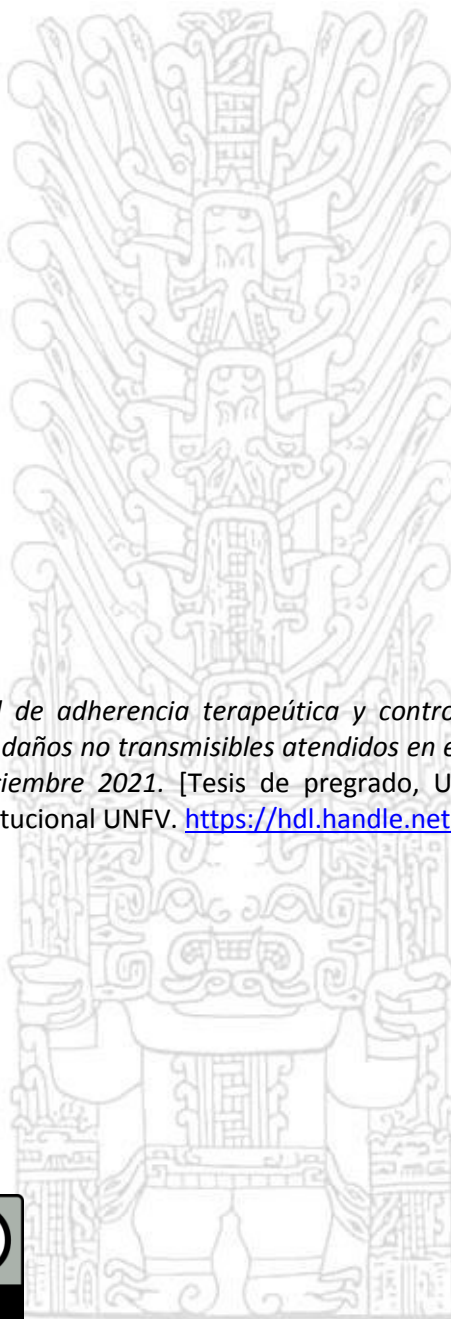 de adherencia terapeútica y contro
daños no transmisibles atendidos en e
iembre 2021. [Tesis de pregrado, U
itucional UNFV. https://hdl.handle.net